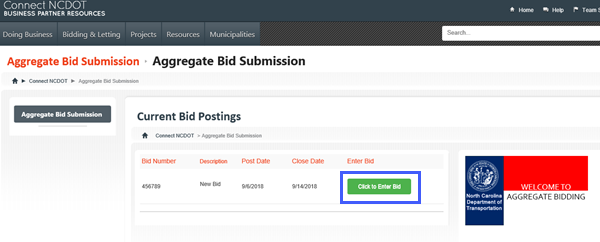 Connect NCDOT
BUSINESS PARTNER RESOURCES
Home Help Team S
Doing Business Bidding & Letting Projects Resources Municipalities
Search...
Aggregate Bid Submission · Aggregate Bid Submission
Connect NCDOT ▶ Aggregate Bid Submission
Aggregate Bid Submission
Current Bid Postings
Connect NCDOT > Aggregate Bid Submission
Bid Number Description Post Date Close Date Enter Bid
456789 New Bid 9/6/2018 9/14/2018 Click to Enter Bid
North Carolina
Department of
Transportation
WELCOME TO
AGGREGATE BIDDING